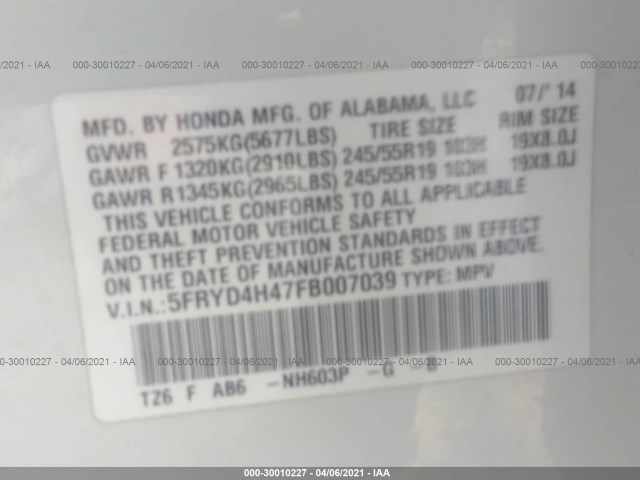 000-30010227 - 04/06/2021 - IAA
MFD. BY HONDA MFG. OF ALABAMA, LLC 07/'14
GVWR 2575KG(5677LBS) TIRE SIZE RIM SIZE
GAWR F 1320KG(2910LBS) 245/55R19 103H 19X8.0J
GAWR R1345KG(2965LBS) 245/55R19 103H 19X8.0J
THIS VEHICLE CONFORMS TO ALL APPLICABLE
FEDERAL MOTOR VEHICLE SAFETY
AND THEFT PREVENTION STANDARDS IN EFFECT
ON THE DATE OF MANUFACTURE SHOWN ABOVE.
V.I.N.:5FRYD4H47FB007039 TYPE: MPV
TZ6 F AB6 -NH603P -G
000-30010227 - 04/06/2021 - IAA